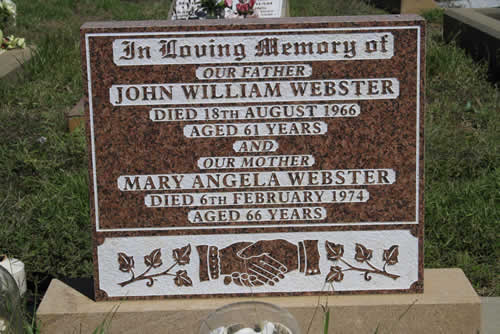 In Loving Memory of
OUR FATHER
JOHN WILLIAM WEBSTER
DIED 18TH AUGUST 1966
AGED 61 YEARS
AND
OUR MOTHER
MARY ANGELA WEBSTER
DIED 6TH FEBRUARY 1974
AGED 66 YEARS